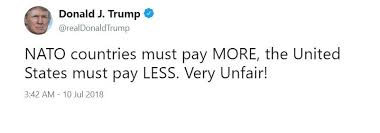 Donald J. Trump
@realDonaldTrump
NATO countries must pay MORE, the United
States must pay LESS. Very Unfair!
3:42 AM - 10 Jul 2018